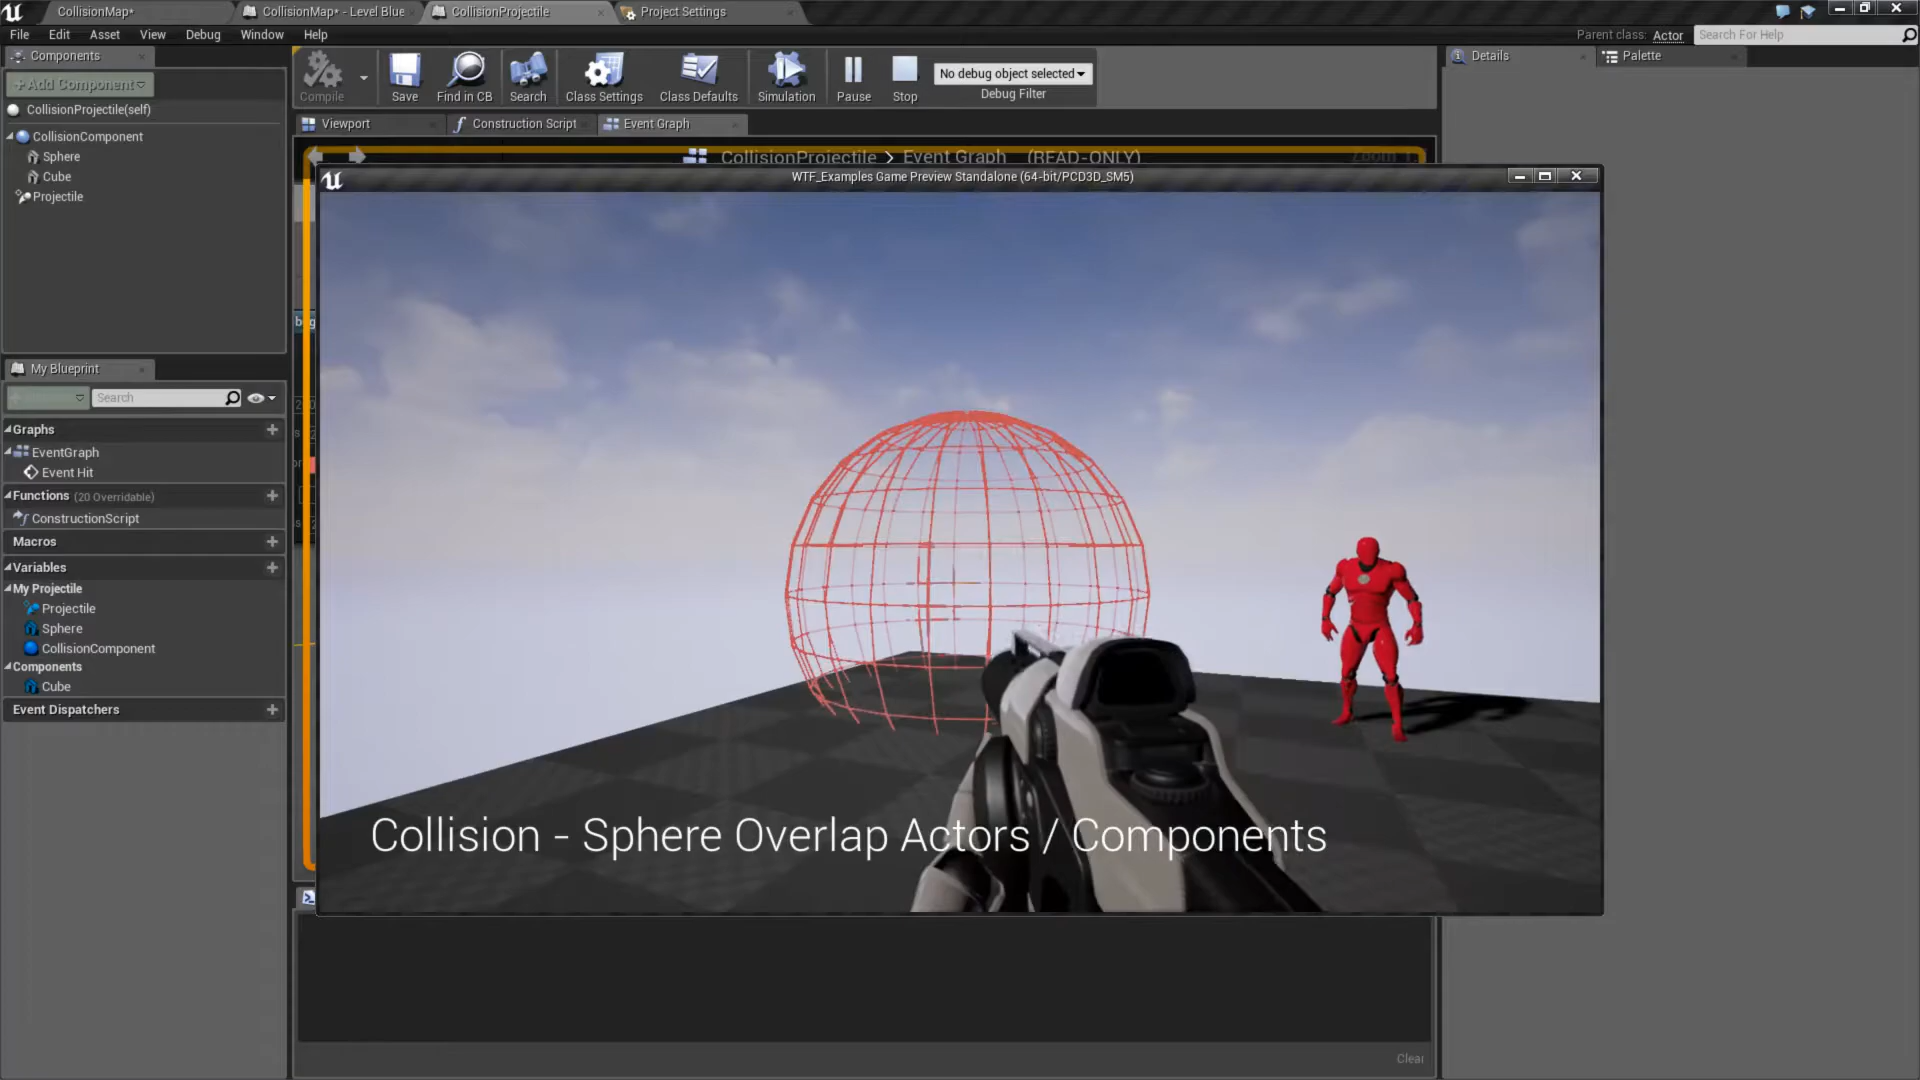 CollisionMap*
CollisionMap* - Level Blue
CollisionProjectile
Project Settings
File
Edit
Asset
View
Debug
Window
Help
Parent class: Actor
Search For Help
Components
+Add Component
CollisionProjectile(self)
CollisionComponent
Sphere
Cube
Projectile
Compile
Save
Find in CB
Search
Class Settings
Class Defaults
Simulation
Pause
Stop
No debug object selected
Debug Filter
Details
Palette
Viewport
Construction Script
Event Graph
CollisionProjectile > Event Graph (READ-ONLY)
Zoom 1
WTF_Examples Game Preview Standalone (64-bit/PCD3D_SM5)
My Blueprint
Search
Graphs
EventGraph
Event Hit
Functions (20 Overridable)
ConstructionScript
Macros
Variables
My Projectile
Projectile
Sphere
CollisionComponent
Components
Cube
Event Dispatchers
Collision - Sphere Overlap Actors / Components
Clear